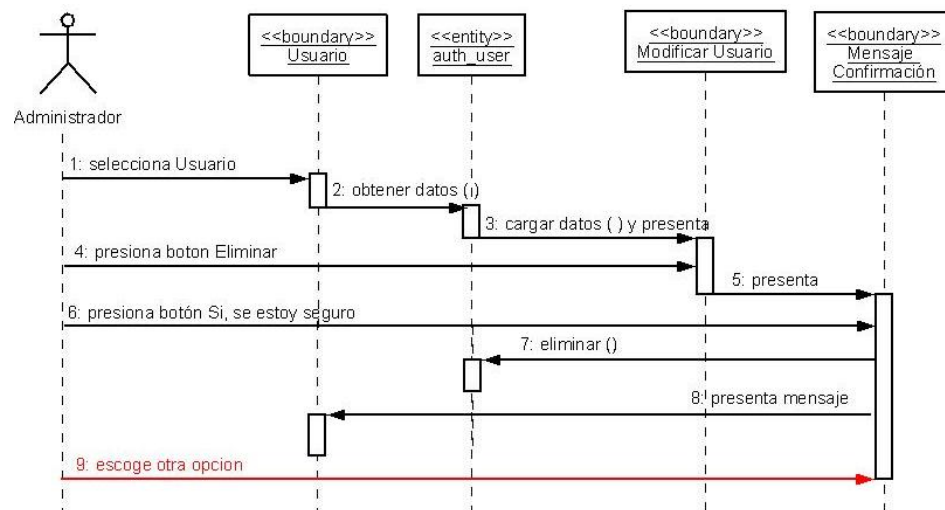 <<boundary>>
Usuario
<<entity>>
auth_user
<<boundary>>
Modificar Usuario
<<boundary>>
Mensaje
Confirmación
Administrador
1: selecciona Usuario
2: obtener datos ()
3: cargar datos ( ) y presenta
4: presiona boton Eliminar
5: presenta
6: presiona botón Si, se estoy seguro
7: eliminar ()
8: presenta mensaje
9: escoge otra opcion